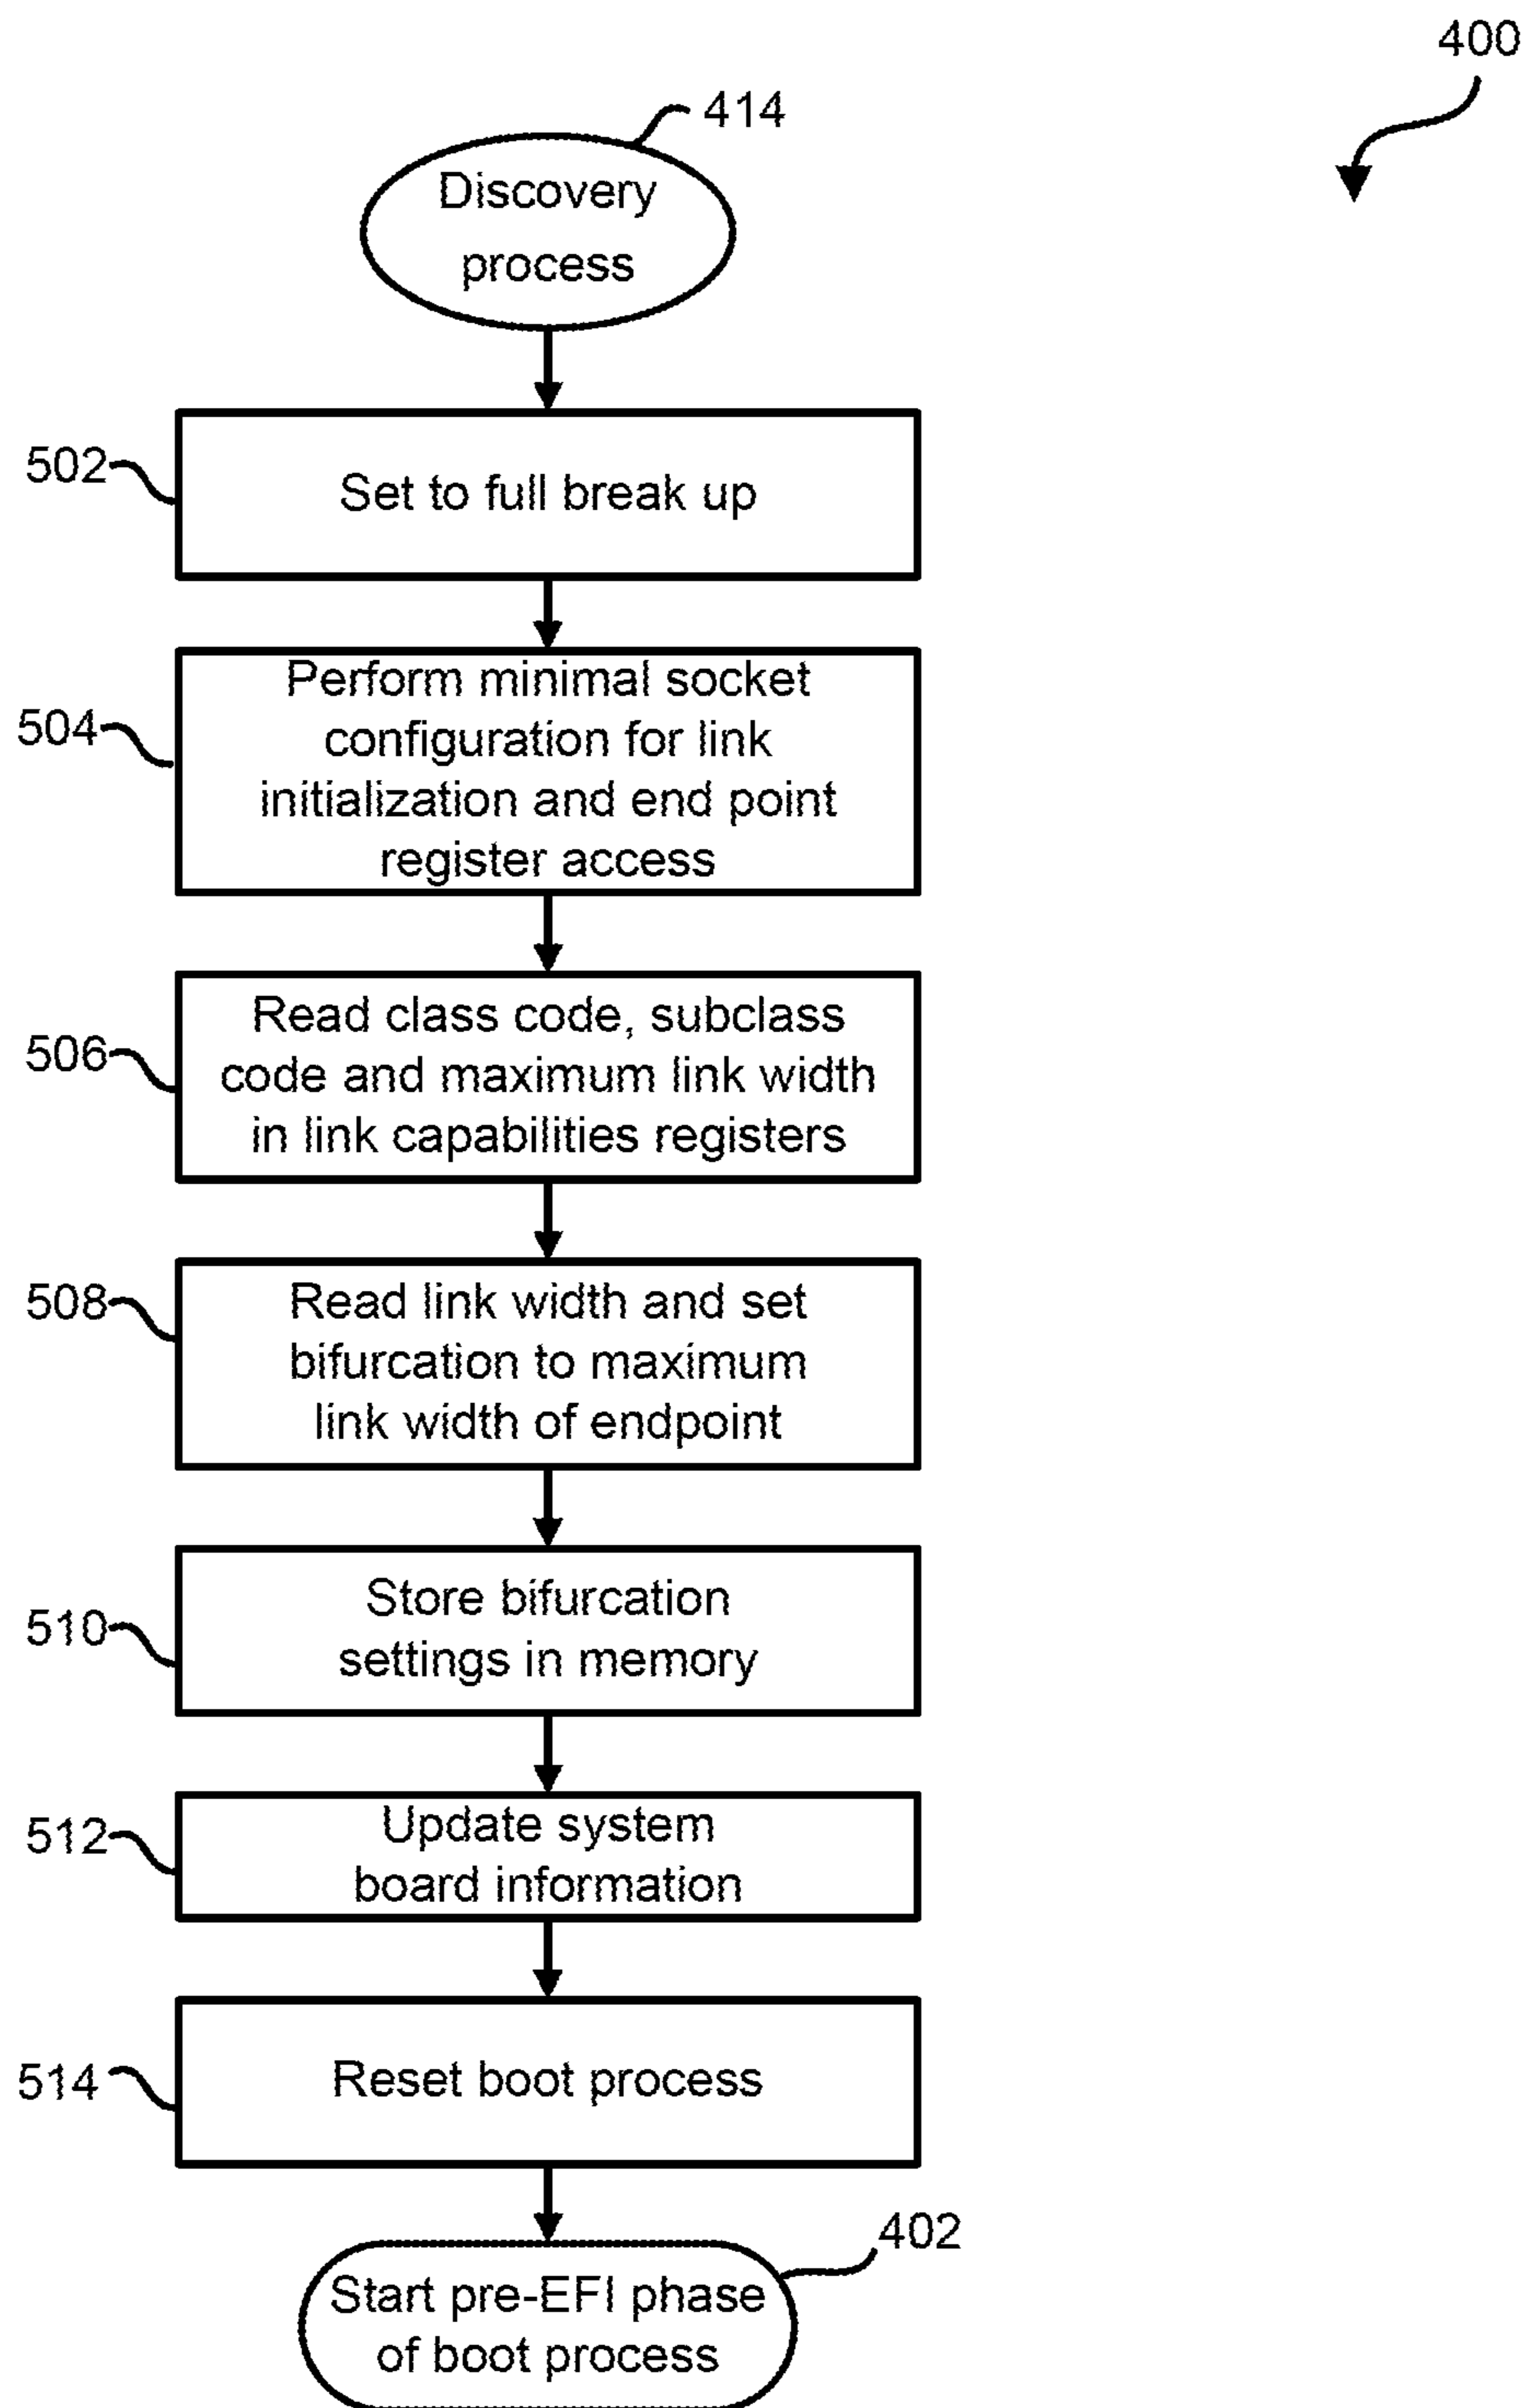 400
414
Discovery
process
502
Set to full break up
504
Perform minimal socket
configuration for link
initialization and end point
register access
506
Read class code, subclass
code and maximum link width
in link capabilities registers
508
Read link width and set
bifurcation to maximum
link width of endpoint
510
Store bifurcation
settings in memory
512
Update system
board information
514
Reset boot process
402
Start pre-EFI phase
of boot process